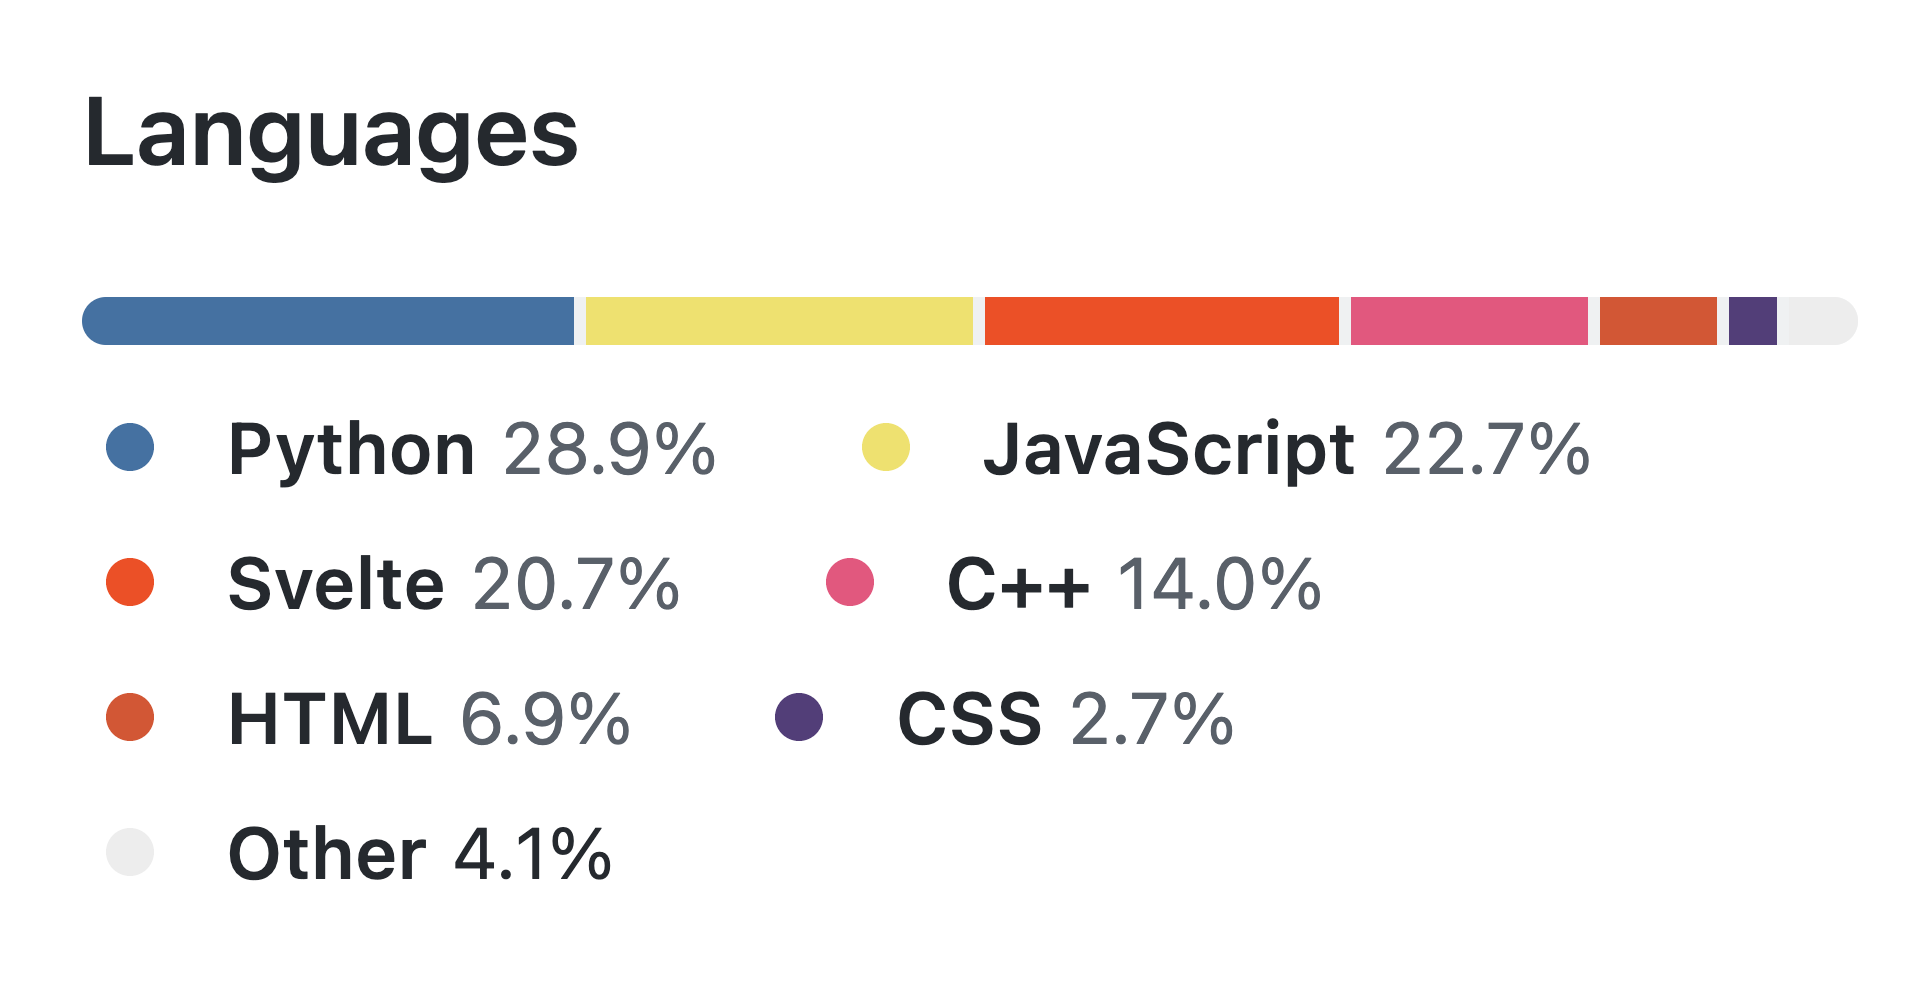 Languages
Python 28.9% JavaScript 22.7%
Svelte 20.7% C++ 14.0%
HTML 6.9% CSS 2.7%
Other 4.1%